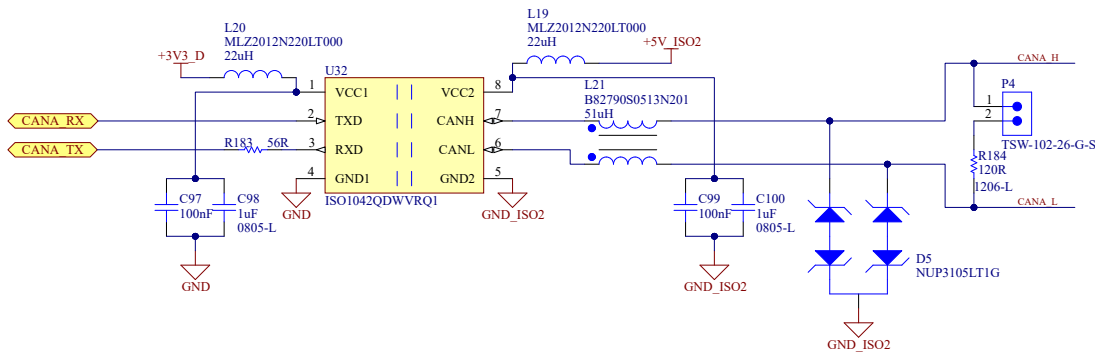 L20
MLZ2012N220LT000
22uH
+3V3_D
L19
MLZ2012N220LT000
22uH
+5V_ISO2
U32
1 VCC1 VCC2 8
2 TXD CANH 7
3 RXD CANL 6
4 GND1 GND2 5
ISO1042QDWVRQ1
L21
B82790S0513N201
51uH
CANA_RX
CANA_TX
R183 56R
GND
GND_ISO2
C97
100nF
C98
1uF
0805-L
GND
C99
100nF
C100
1uF
0805-L
GND_ISO2
CANA_H
P4
1
2
TSW-102-26-G-S
R184
120R
1206-L
CANA_L
D5
NUP3105LT1G
GND_ISO2